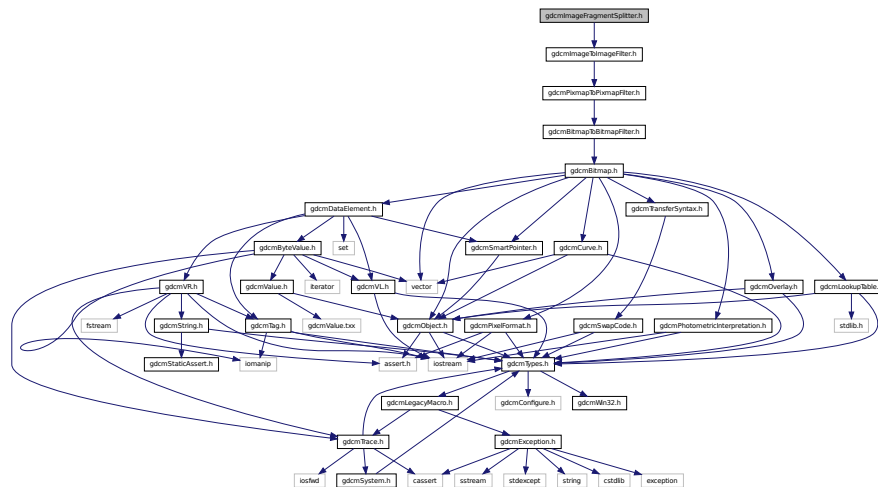 gdcmImageFragmentSplitter.h
gdcmImageToImageFilter.h
gdcmPixmapToPixmapFilter.h
gdcmBitmapToBitmapFilter.h
gdcmBitmap.h
gdcmDataElement.h
gdcmTransferSyntax.h
gdcmByteValue.h
set
gdcmSmartPointer.h
gdcmCurve.h
gdcmVR.h
gdcmValue.h
iterator
gdcmVL.h
vector
gdcmOverlay.h
gdcmLookupTable.
fstream
gdcmString.h
gdcmTag.h
gdcmValue.txx
gdcmObject.h
gdcmPixelFormat.h
gdcmSwapCode.h
gdcmPhotometricInterpretation.h
stdlib.h
gdcmStaticAssert.h
iomanip
assert.h
iostream
gdcmTypes.h
gdcmLegacyMacro.h
gdcmConfigure.h
gdcmWin32.h
gdcmTrace.h
gdcmException.h
iosfwd
gdcmSystem.h
cassert
sstream
stdexcept
string
cstdlib
exception